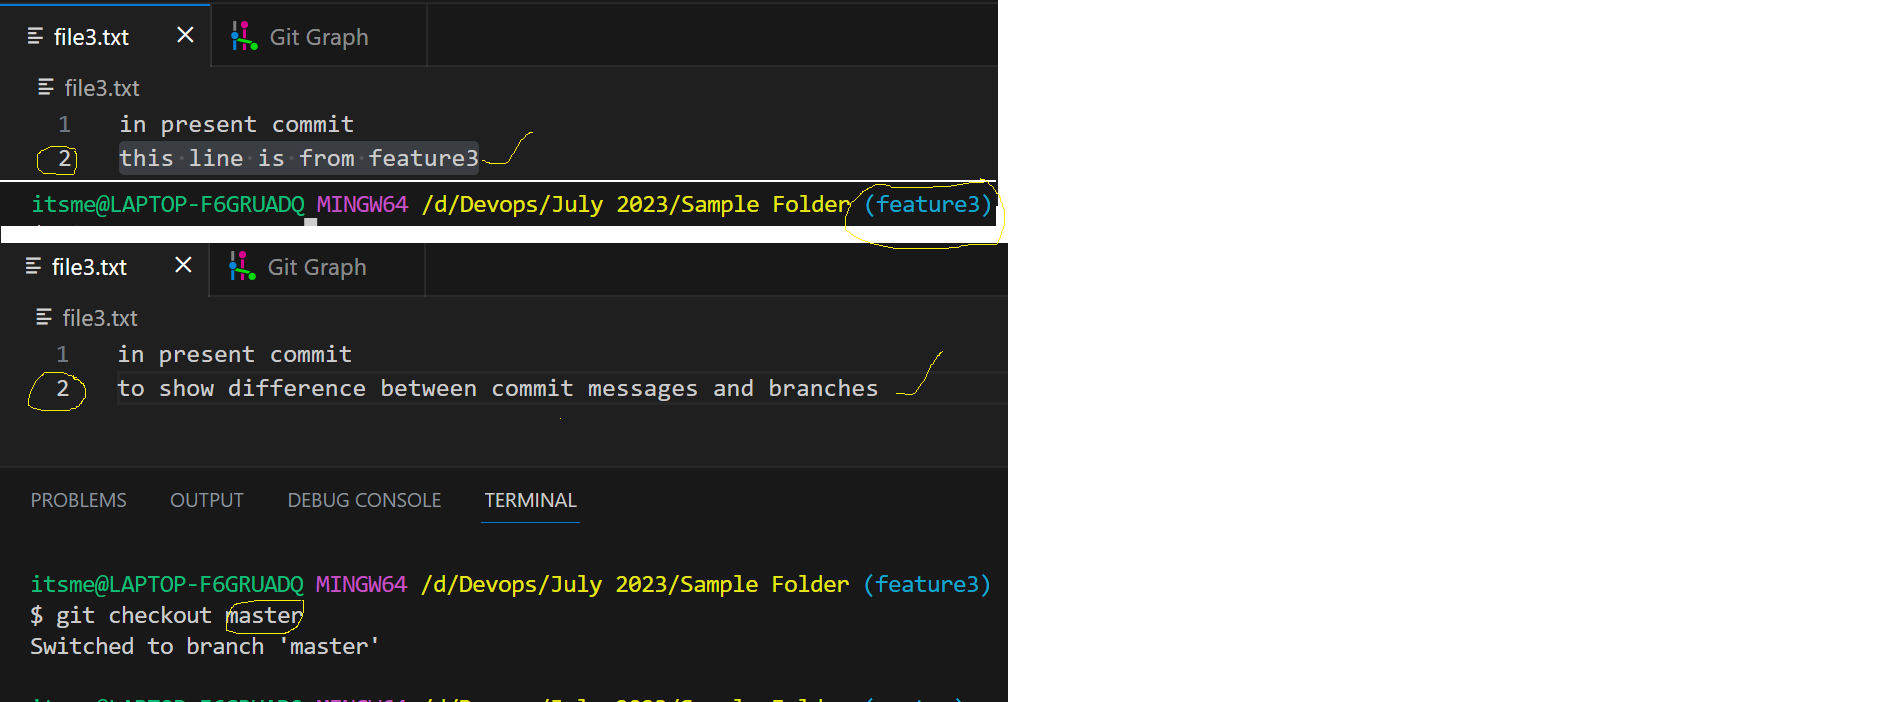 file3.txt × Git Graph
file3.txt
1 in present commit
2 this line is from feature3
itsme@LAPTOP-F6GRUADQ MINGW64 /d/Devops/July 2023/Sample Folder (feature3)
file3.txt × Git Graph
file3.txt
1 in present commit
2 to show difference between commit messages and branches
PROBLEMS OUTPUT DEBUG CONSOLE TERMINAL
itsme@LAPTOP-F6GRUADQ MINGW64 /d/Devops/July 2023/Sample Folder (feature3)
$ git checkout master
Switched to branch 'master'